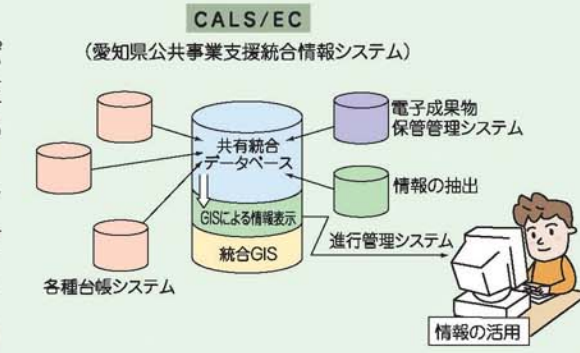 CALS/EC
(愛知県公共事業支援統合情報システム)
電子成果物
保管管理システム
共有統合
データベース
情報の抽出
GISによる情報表示
進行管理システム
統合GIS
各種台帳システム
情報の活用